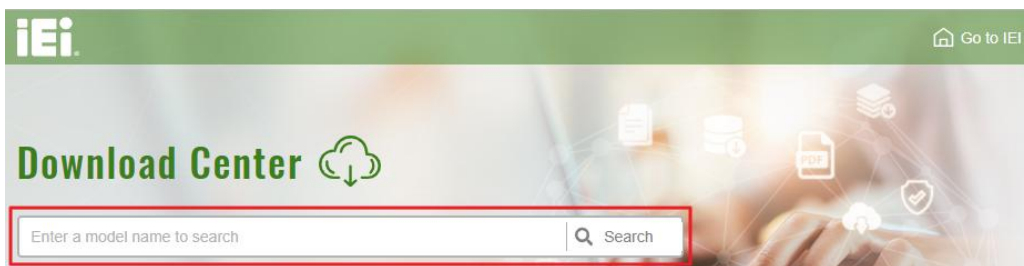 iEi.
Go to IEI
Download Center
PDF
Enter a model name to search
Search